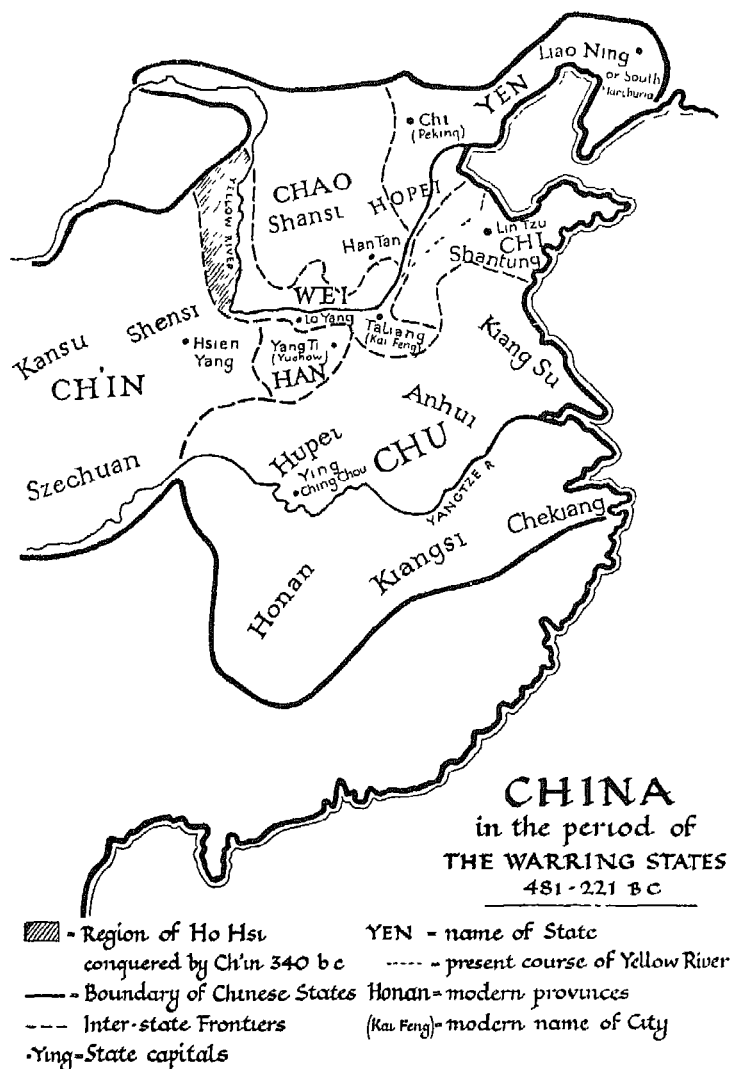 Liao Ning
or South
Manchuria
YEN
Chi
(Peking)
CHAO
Shansi
HOPEI
YELLOW RIVER
Han Tan
Lin Tzu
CHI
Shantung
WEI
Lo Yang
Kansu
Shensi
Hsien
Yang
Yang Ti
(Yuchow)
HAN
Ta Liang
(Kai Feng)
Kiang Su
CH'IN
Anhui
Hupei
CHU
Szechuan
Ying
Ching Chou
YANGTZE R
Chekiang
Kiangsi
Honan
CHINA
in the period of
THE WARRING STATES
481-221 BC
= Region of Ho Hsi
conquered by Ch'in 340 b c
= Boundary of Chinese States
--- Inter-state Frontiers
•Ying=State capitals
YEN = name of State
----- = present course of Yellow River
Honan=modern provinces
(Kai Feng)=modern name of City